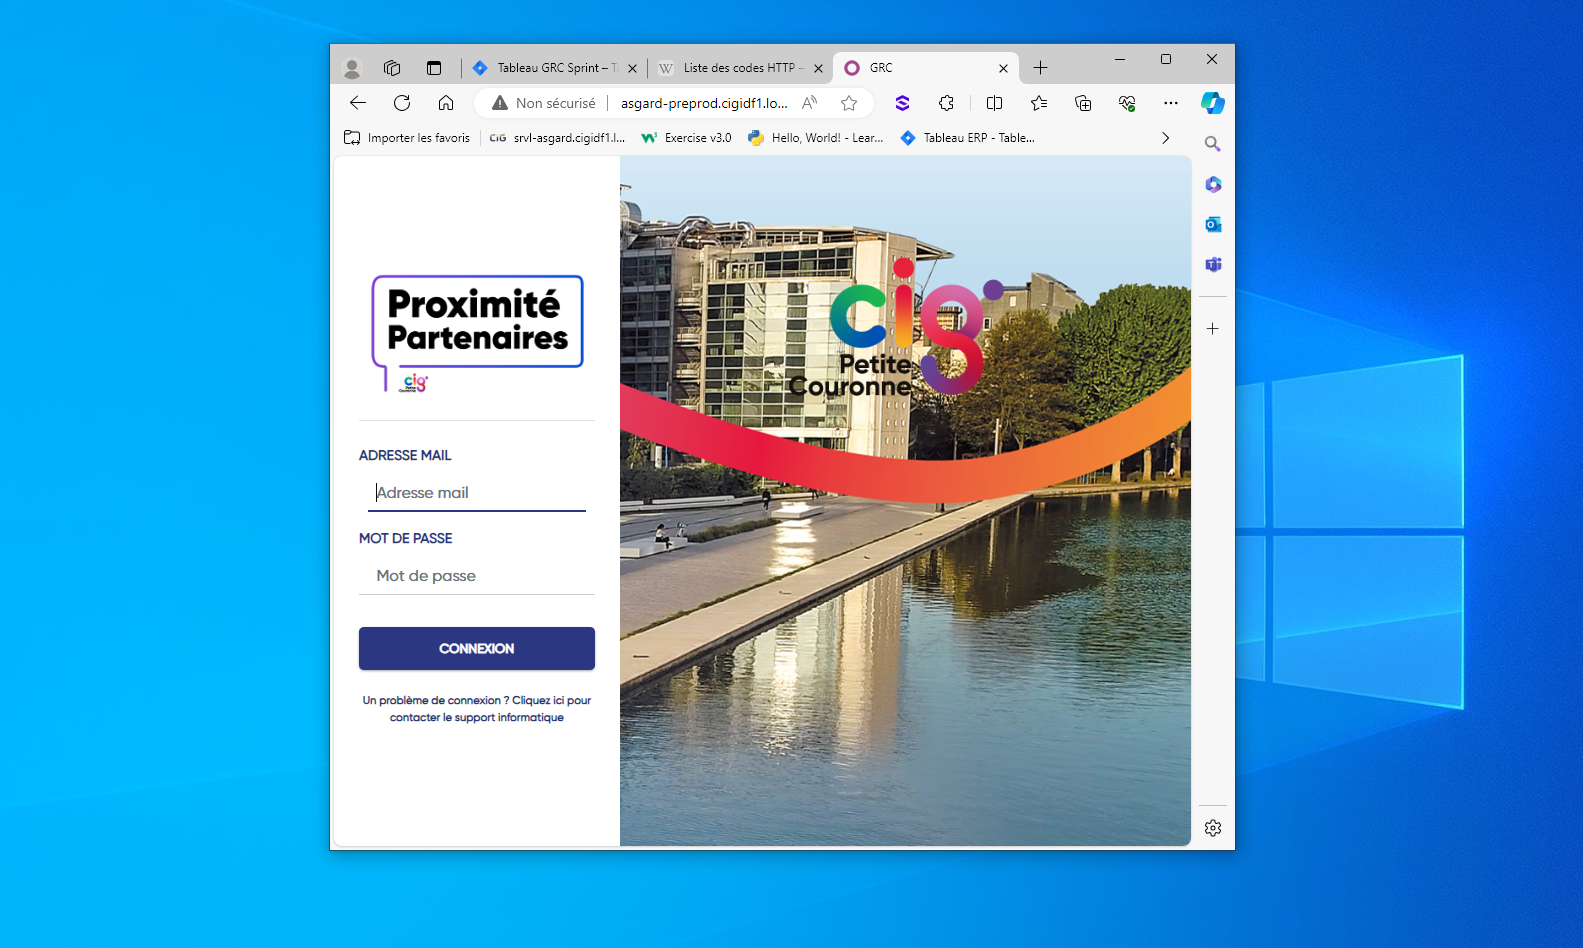 Tableau GRC Sprint – T
Liste des codes HTTP –
GRC
Non sécurisé
asgard-preprod.cigidf1.lo...
Importer les favoris
CIG srvl-asgard.cigidf1.l...
Exercise v3.0
Hello, World! - Lear...
Tableau ERP - Table...
Proximité
Partenaires
cig
Petite
Couronne
ADRESSE MAIL
Adresse mail
MOT DE PASSE
Mot de passe
CONNEXION
Un problème de connexion ? Cliquez ici pour
contacter le support informatique
cig
Petite
Couronne